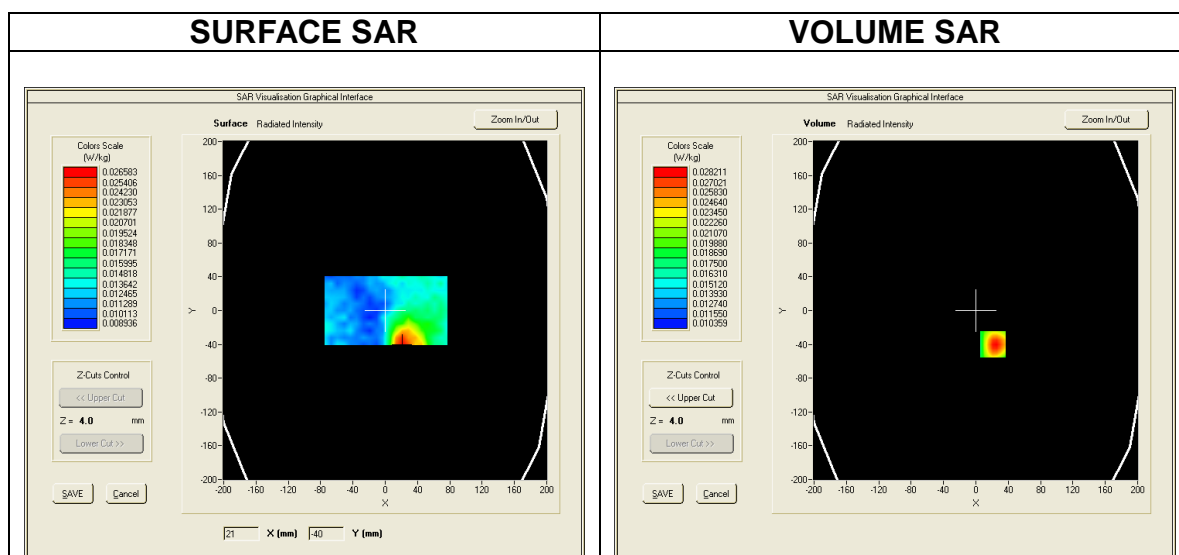 SURFACE SAR
VOLUME SAR
SAR Visualisation Graphical Interface
Surface Radiated Intensity
Zoom In/Out
Colors Scale
(W/kg)
0.026583
0.025406
0.024230
0.023053
0.021877
0.020701
0.019524
0.018348
0.017171
0.015995
0.014818
0.013642
0.012465
0.011289
0.010113
0.008936
Z-Cuts Control
<< Upper Cut
Z = 4.0 mm
Lower Cut >>
SAVE Cancel
200
160
120
80
40
0
-40
-80
-120
-160
-200
Y
-200 -160 -120 -80 -40 0 40 80 120 160 200
X
21 X (mm) -40 Y (mm)
SAR Visualisation Graphical Interface
Volume Radiated Intensity
Zoom In/Out
Colors Scale
(W/kg)
0.028211
0.027021
0.025830
0.024640
0.023450
0.022260
0.021070
0.019880
0.018690
0.017500
0.016310
0.015120
0.013930
0.012740
0.011550
0.010359
Z-Cuts Control
<< Upper Cut
Z = 4.0 mm
Lower Cut >>
SAVE Cancel
200
160
120
80
40
0
-40
-80
-120
-160
-200
Y
-200 -160 -120 -80 -40 0 40 80 120 160 200
X